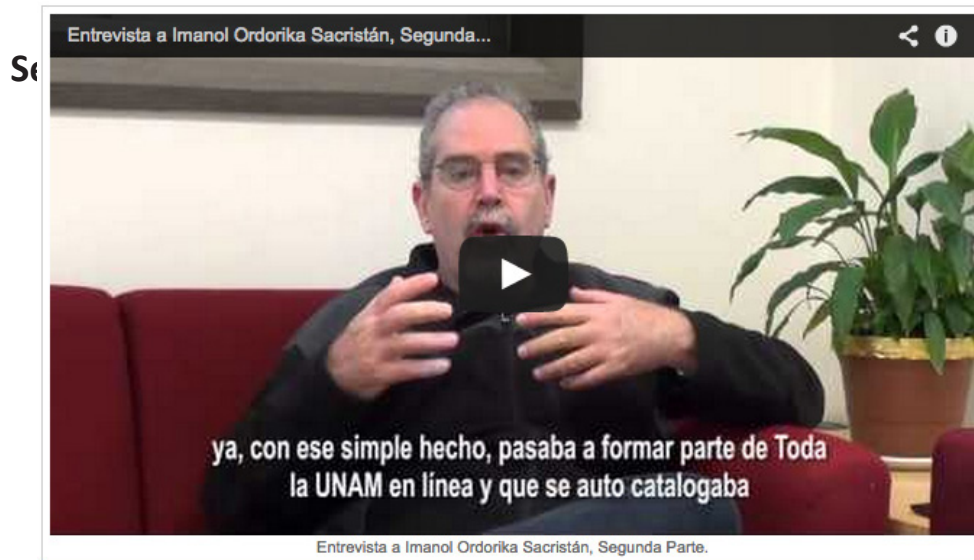 Entrevista a Imanol Ordorika Sacristán, Segunda...
Se
ya, con ese simple hecho, pasaba a formar parte de Toda
la UNAM en línea y que se auto catalogaba
Entrevista a Imanol Ordorika Sacristán, Segunda Parte.